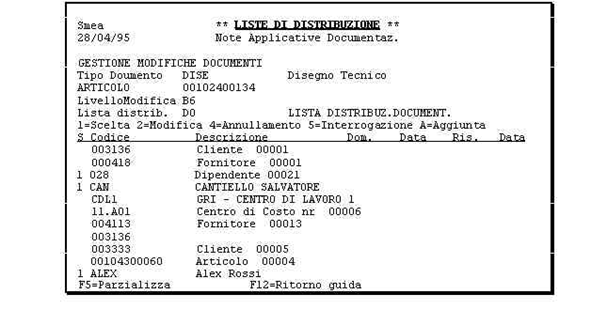 Smea ** LISTE DI DISTRIBUZIONE **
28/04/95 Note Applicative Documentaz.
GESTIONE MODIFICHE DOCUMENTI
Tipo Doumento DISE Disegno Tecnico
ARTICOLO 00102400134
LivelloModifica B6
Lista distrib. D0 LISTA DISTRIBUZ.DOCUMENT.
1=Scelta 2=Modifica 4=Annullamento 5=Interrogazione A=Aggiunta
S Codice Descrizione Dom. Data Ris. Data
003136 Cliente 00001
000418 Fornitore 00001
1 028 Dipendente 00021
1 CAN CANTIELLO SALVATORE
CDL1 GRI - CENTRO DI LAVORO 1
11.A01 Centro di Costo nr 00006
004113 Fornitore 00013
003136
003333 Cliente 00005
00104300060 Articolo 00004
1 ALEX Alex Rossi
F5=Parzializza F12=Ritorno guida